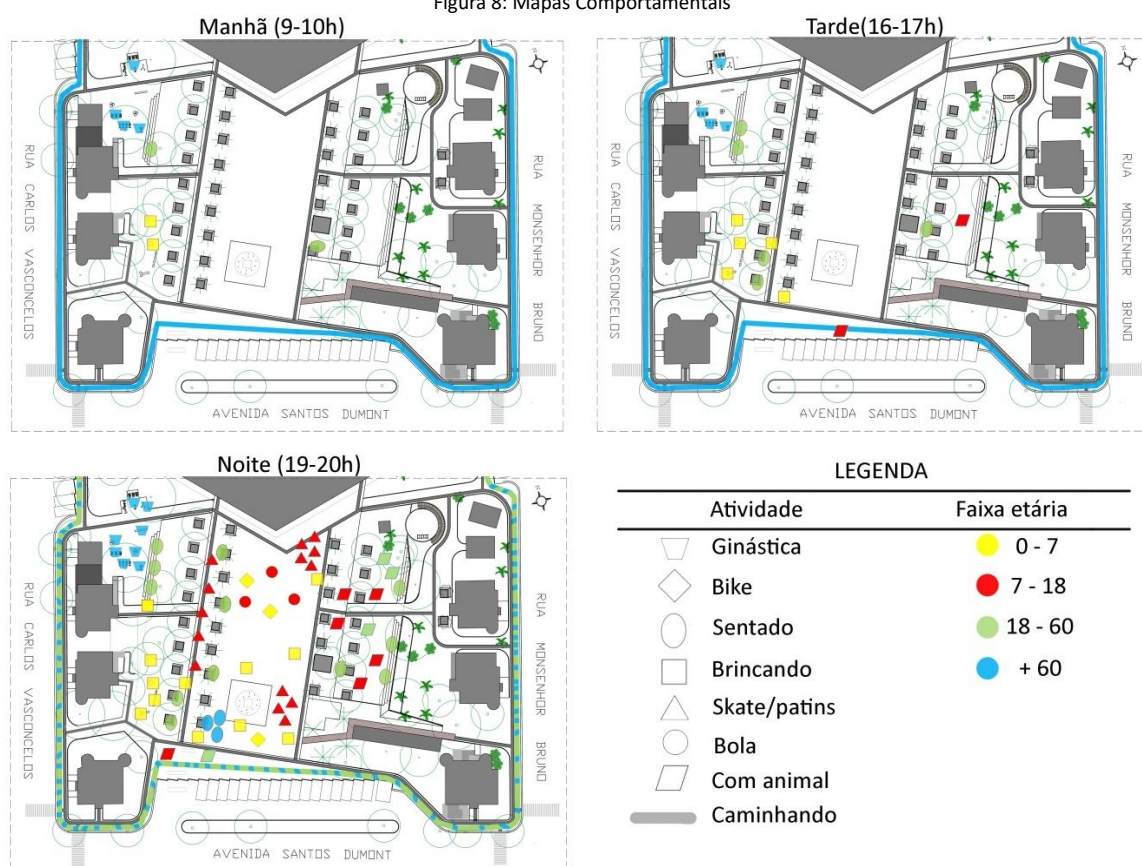 Figura 8: Mapas Comportamentais
Manhã (9-10h)
RUA CARLOS VASCONCELOS
RUA MONSENHOR BRUNO
AVENIDA SANTOS DUMONT
Tarde(16-17h)
RUA CARLOS VASCONCELOS
RUA MONSENHOR BRUNO
AVENIDA SANTOS DUMONT
Noite (19-20h)
RUA CARLOS VASCONCELOS
RUA MONSENHOR BRUNO
AVENIDA SANTOS DUMONT
LEGENDA
Atividade Faixa etária
Ginástica 0 - 7
Bike 7 - 18
Sentado 18 - 60
Brincando + 60
Skate/patins
Bola
Com animal
Caminhando